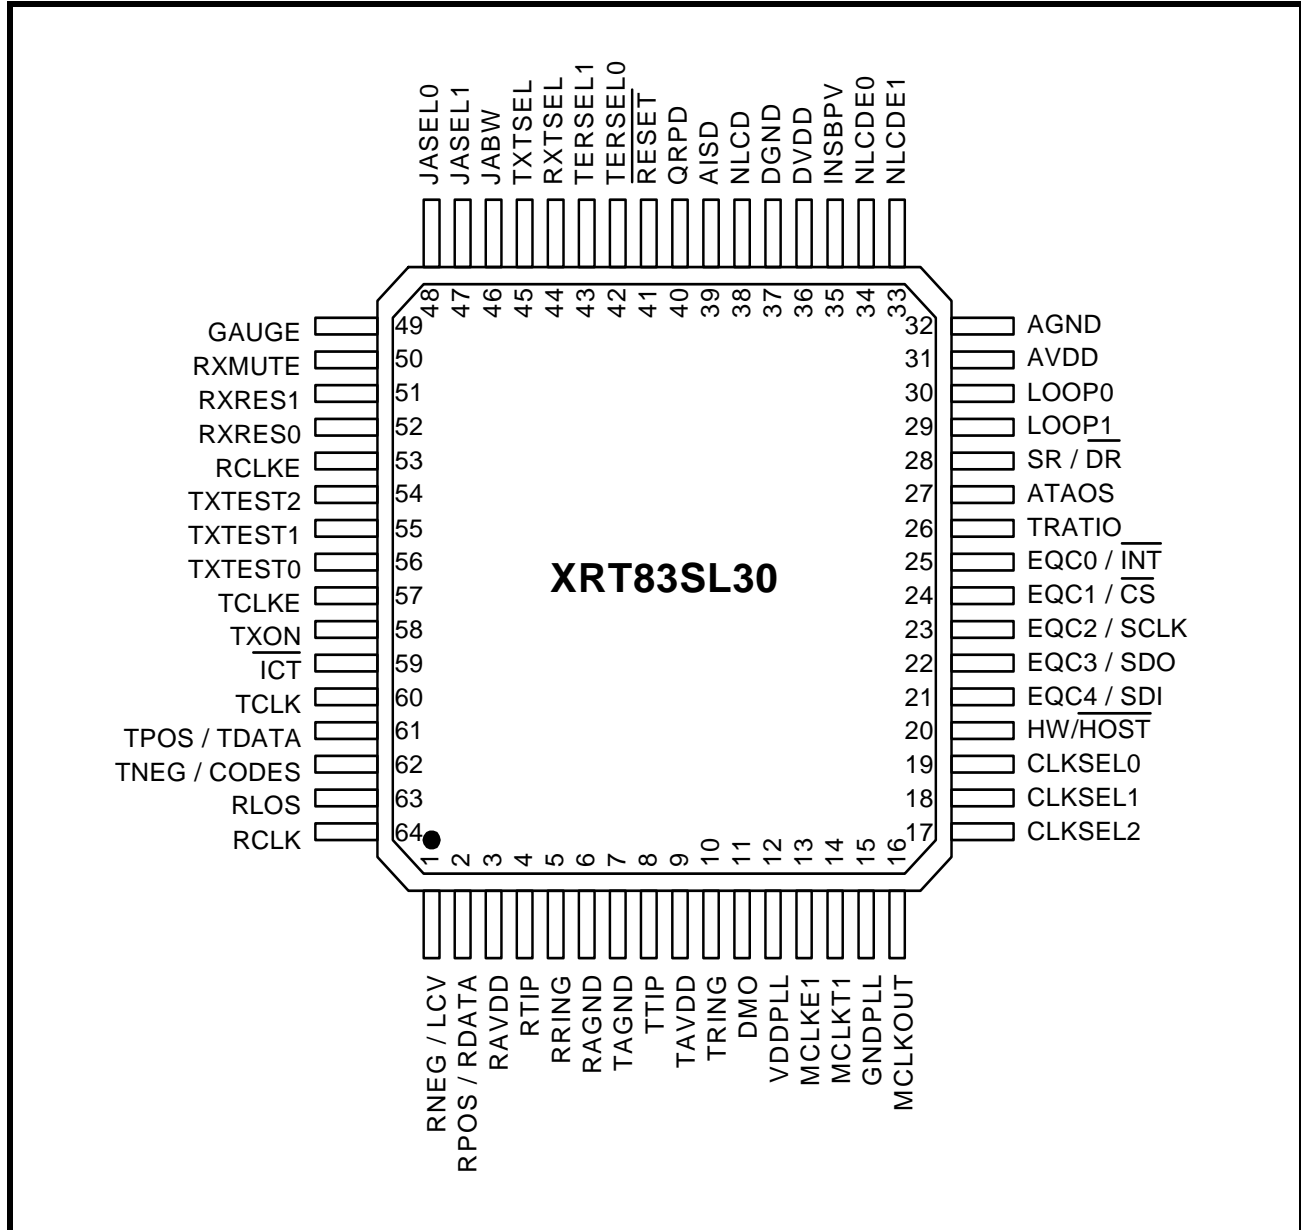 JASEL0
JASEL1
JABW
TXTSEL
RXTSEL
TERSEL1
TERSEL0
RESET
QRPD
AISD
NLCD
DGND
DVDD
INSBPV
NLCDE0
NLCDE1
48
47
46
45
44
43
42
41
40
39
38
37
36
35
34
33
GAUGE 49
RXMUTE 50
RXRES1 51
RXRES0 52
RCLKE 53
TXTEST2 54
TXTEST1 55
TXTEST0 56
TCLKE 57
TXON 58
ICT 59
TCLK 60
TPOS / TDATA 61
TNEG / CODES 62
RLOS 63
RCLK 64
XRT83SL30
32 AGND
31 AVDD
30 LOOP0
29 LOOP1
28 SR / DR
27 ATAOS
26 TRATIO
25 EQC0 / INT
24 EQC1 / CS
23 EQC2 / SCLK
22 EQC3 / SDO
21 EQC4 / SDI
20 HW/HOST
19 CLKSEL0
18 CLKSEL1
17 CLKSEL2
1
2
3
4
5
6
7
8
9
10
11
12
13
14
15
16
RNEG / LCV
RPOS / RDATA
RAVDD
RTIP
RRING
RAGND
TAGND
TTIP
TAVDD
TRING
DMO
VDDPLL
MCLKE1
MCLKT1
GNDPLL
MCLKOUT